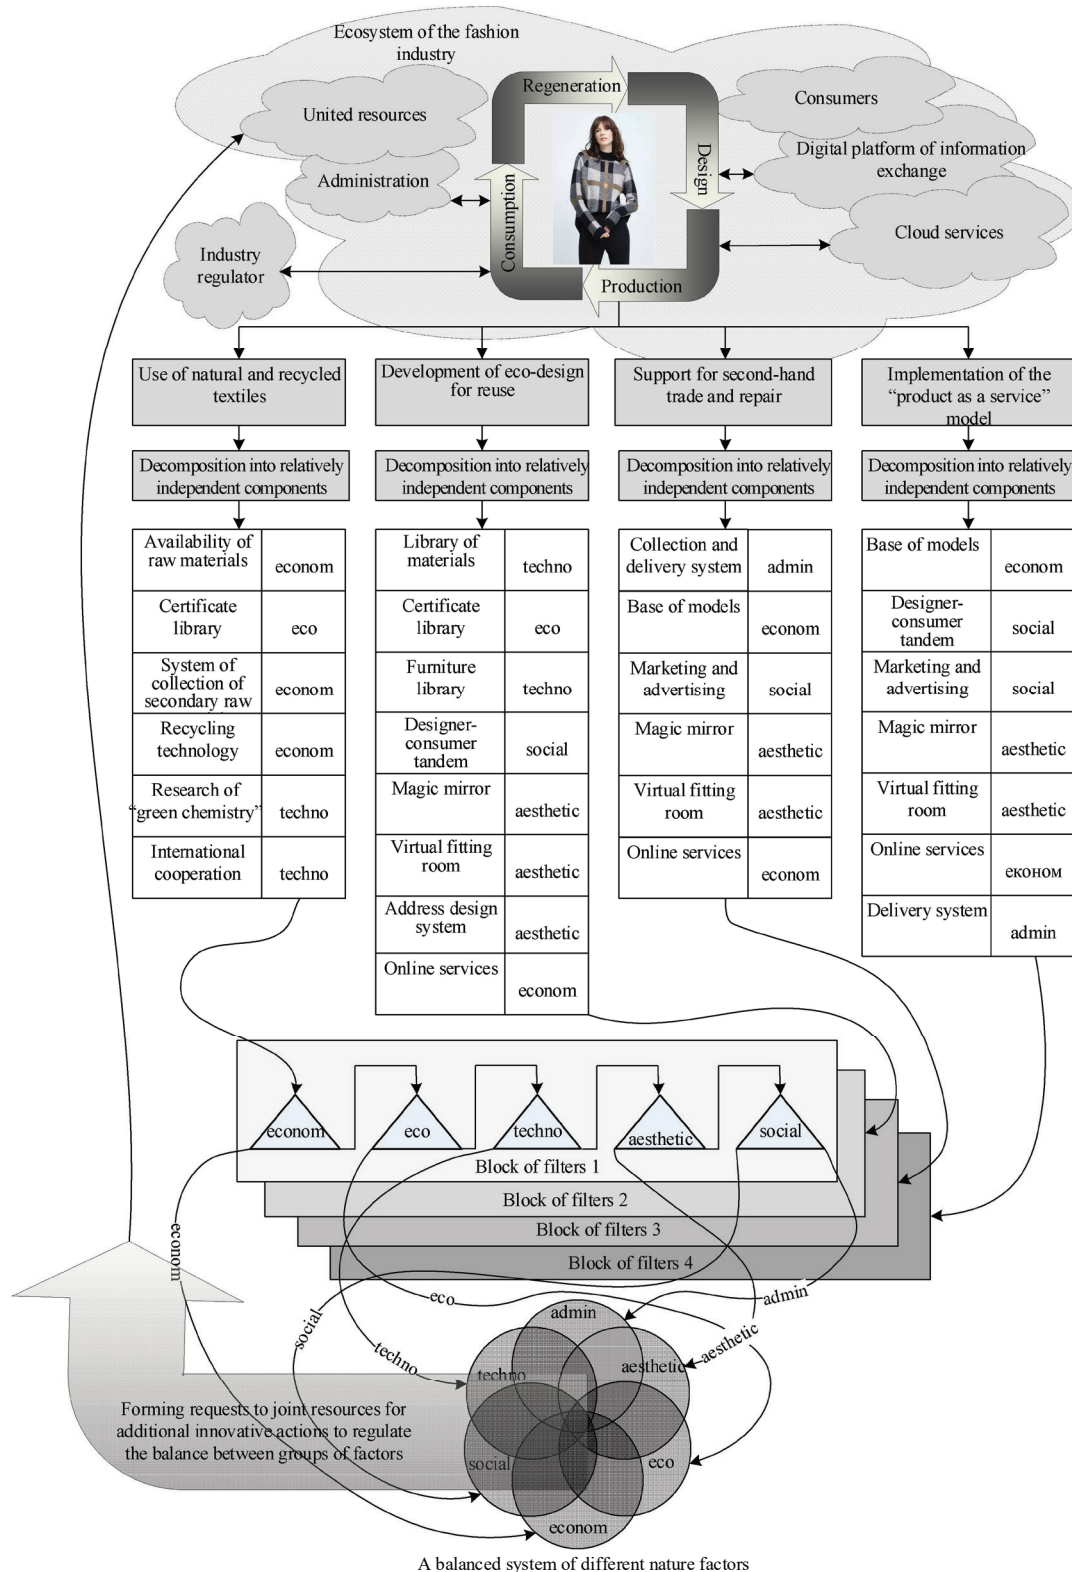 Ecosystem of the fashion
industry
United resources
Administration
Industry
regulator
Regeneration
Design
Production
Consumption
Consumers
Digital platform of information
exchange
Cloud services
Use of natural and recycled
textiles
Development of eco-design
for reuse
Support for second-hand
trade and repair
Implementation of the
“product as a service”
model
Decomposition into relatively
independent components
Decomposition into relatively
independent components
Decomposition into relatively
independent components
Decomposition into relatively
independent components
Availability of
raw materials
econom
Certificate
library
eco
System of
collection of
secondary raw
econom
Recycling
technology
econom
Research of
“green chemistry”
techno
International
cooperation
techno
Library of
materials
techno
Certificate
library
eco
Furniture
library
techno
Designer-
consumer
tandem
social
Magic mirror
aesthetic
Virtual fitting
room
aesthetic
Address design
system
aesthetic
Online services
econom
Collection and
delivery system
admin
Base of models
econom
Marketing and
advertising
social
Magic mirror
aesthetic
Virtual fitting
room
aesthetic
Online services
econom
Base of models
econom
Designer-
consumer
tandem
social
Marketing and
advertising
social
Magic mirror
aesthetic
Virtual fitting
room
aesthetic
Online services
економ
Delivery system
admin
econom
eco
techno
aesthetic
social
Block of filters 1
Block of filters 2
Block of filters 3
Block of filters 4
econom
social
techno
eco
admin
aesthetic
admin
aesthetic
techno
eco
social
econom
Forming requests to joint resources for
additional innovative actions to regulate
the balance between groups of factors
A balanced system of different nature factors